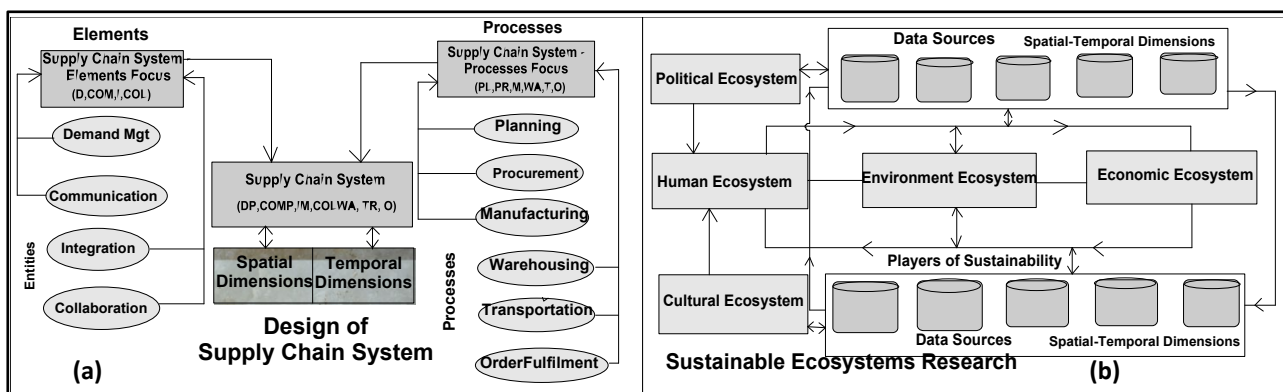 Elements
Supply Chain System
Elements Focus
(D,COM,I,COL)
Demand Mgt
Communication
Integration
Collaboration
Entities
Supply Chain System
(DP,COMP,IM,COL WA, TR, O)
Spatial
Dimensions
Temporal
Dimensions
Design of
Supply Chain System
(a)
Processes
Supply Chain System -
Processes Focus
(PL,PR,M,WA,T,O)
Planning
Procurement
Manufacturing
Warehousing
Transportation
OrderFulfilment
Processes
Data Sources
Spatial-Temporal Dimensions
Political Ecosystem
Human Ecosystem
Environment Ecosystem
Economic Ecosystem
Players of Sustainability
Cultural Ecosystem
Data Sources
Spatial-Temporal Dimensions
Sustainable Ecosystems Research
(b)